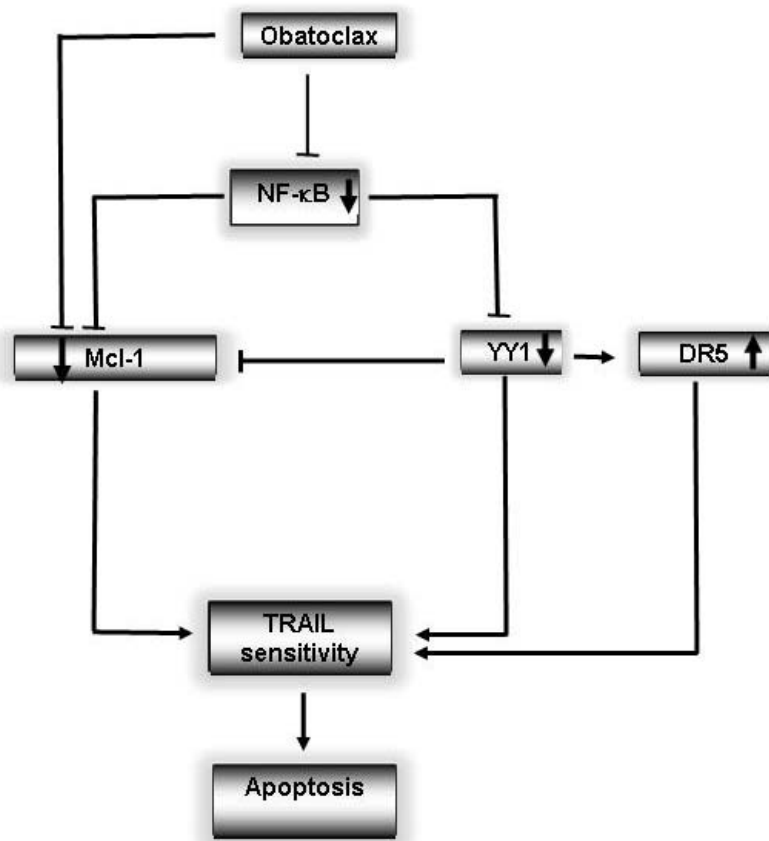 Obatoclax
NF-κB
Mcl-1
YY1
DR5
TRAIL
sensitivity
Apoptosis